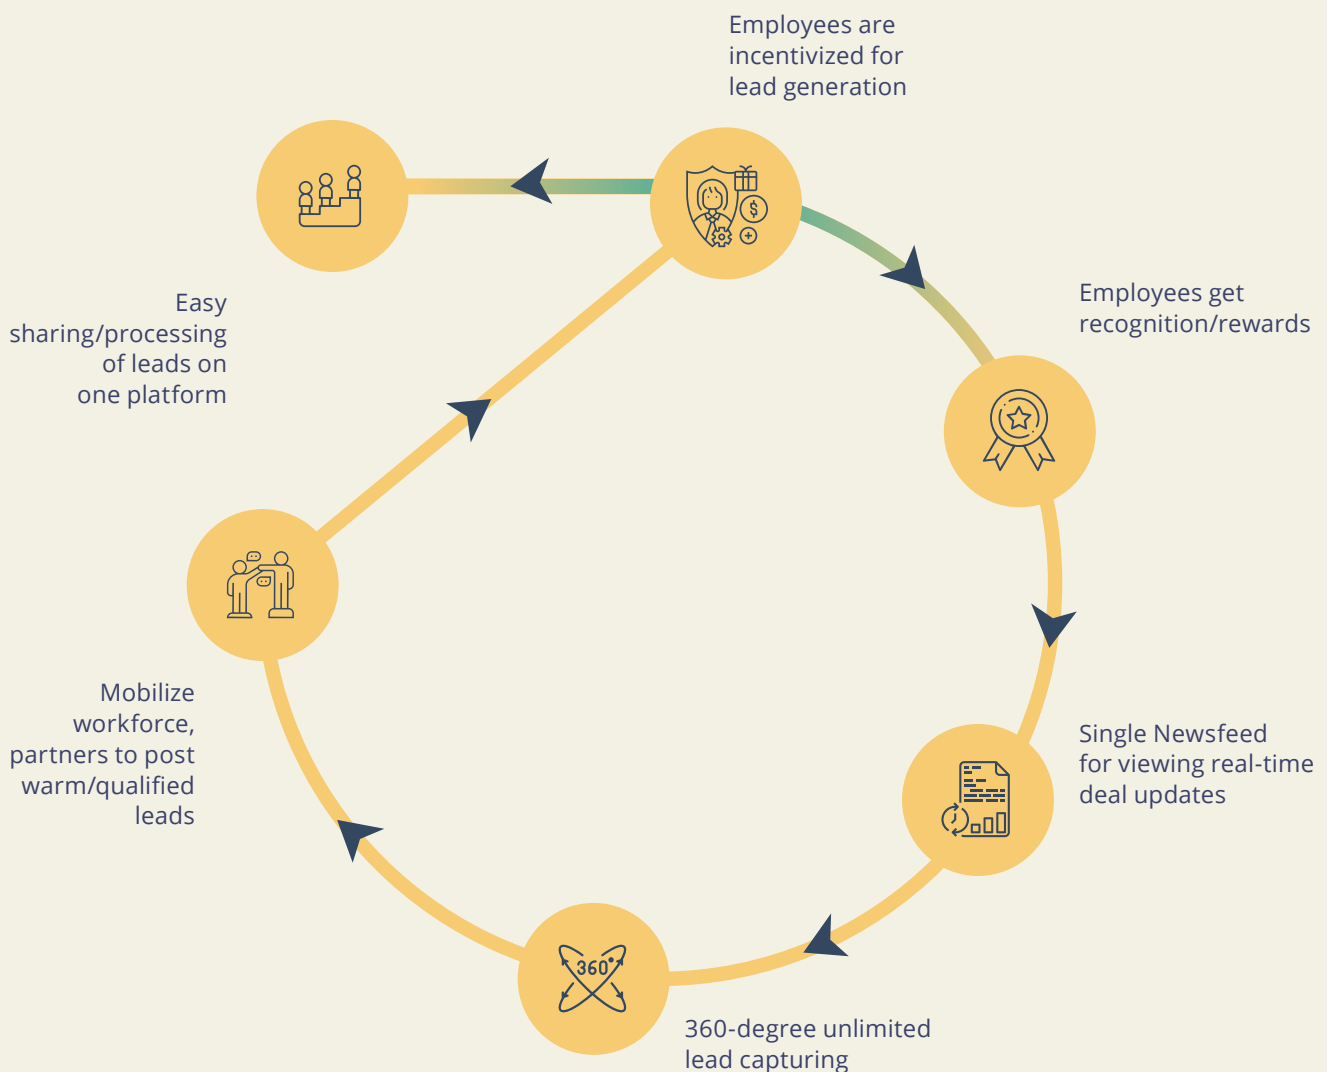 Employees are
incentivized for
lead generation
$
Employees get
recognition/rewards
Easy
sharing/processing
of leads on
one platform
Mobilize
workforce,
partners to post
warm/qualified
leads
Single Newsfeed
for viewing real-time
deal updates
360°
360-degree unlimited
lead capturing